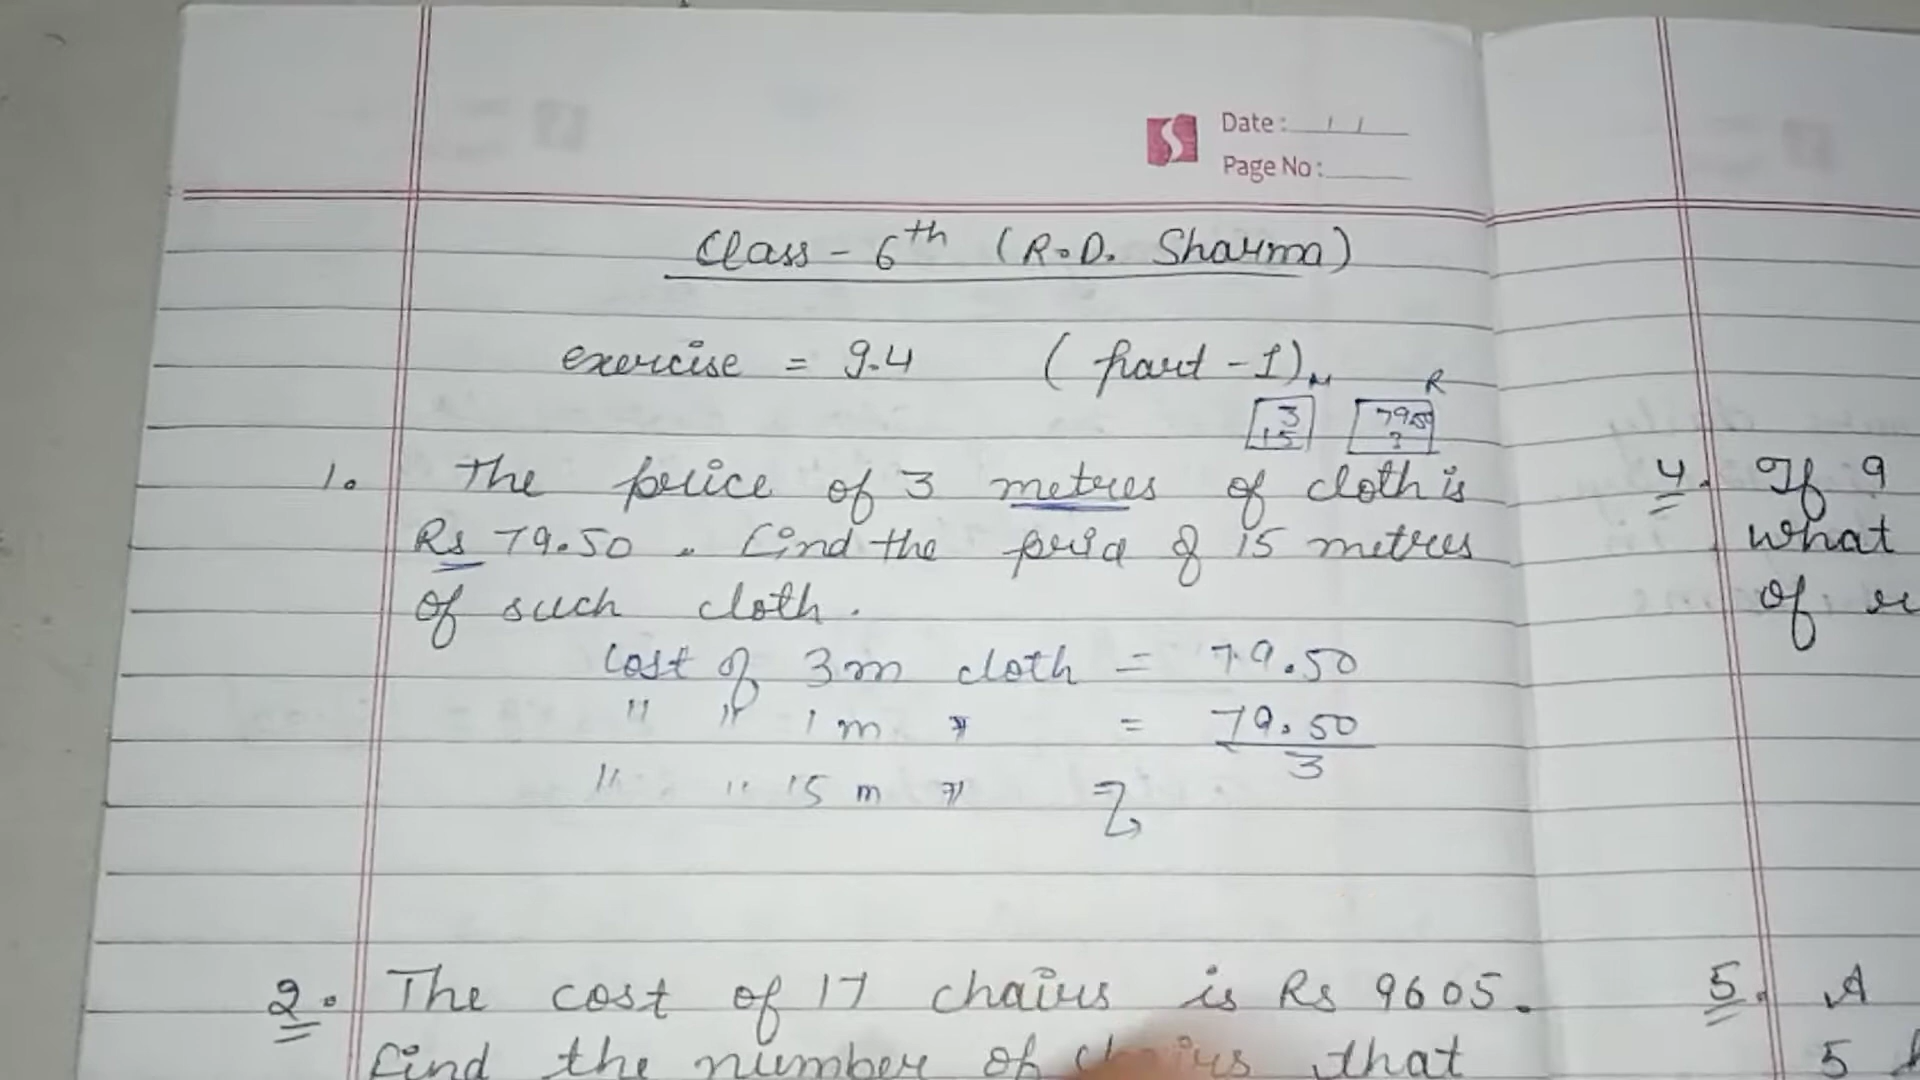 Date: / /
Page No:
Class - 6th (R.D. Sharma)
exercise = 9.4 (part-1)
M R
3 79.50
15 ?
1. The price of 3 metres of cloth is
Rs 79.50. Find the price of 15 metres
of such cloth.
Cost of 3m cloth = 79.50
" " 1m " = 79.50
3
" " 15 m "
2. The cost of 17 chairs is Rs 9605.
Find the number of chairs that
4. If 9
what
of
5. A
5